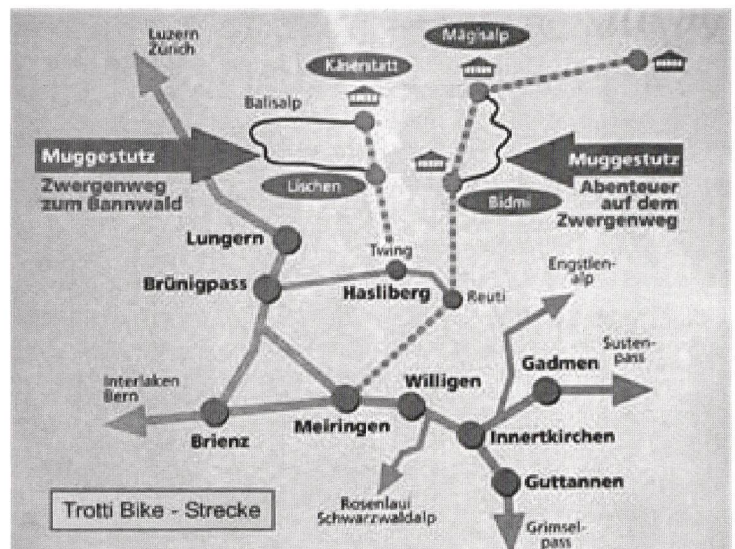 Luzern
Zürich
Mägisalp
Käserstatt
Balisalp
Muggestutz
Zwergenweg
zum Bannwald
Lischen
Muggestutz
Abenteuer
auf dem
Zwergenweg
Bidmi
Lungern
Twing
Brünigpass
Hasliberg
Reuti
Engstlen-
alp
Susten-
pass
Gadmen
Willigen
Interlaken
Bern
Brienz
Meiringen
Innertkirchen
Guttannen
Rosenlaui
Schwarzwaldalp
Grimsel-
pass
Trotti Bike - Strecke